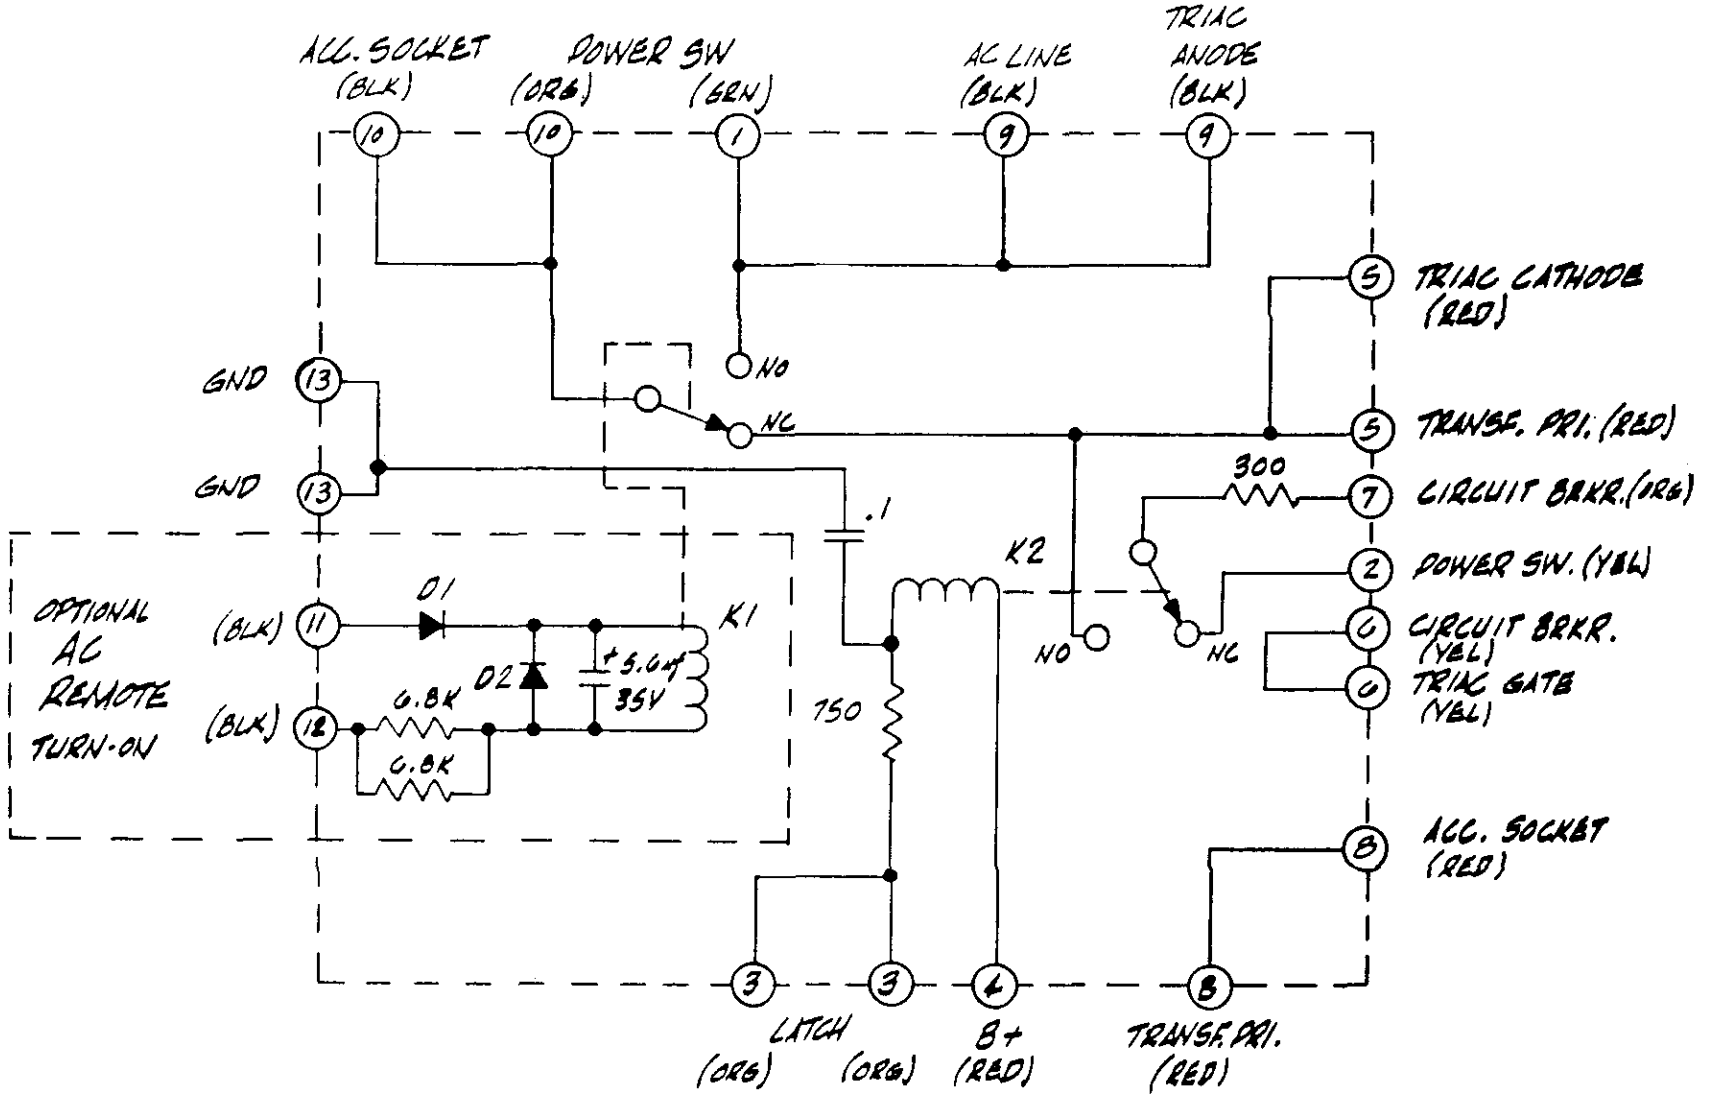 TRIAC
ACC. SOCKET POWER SW AC LINE ANODE
(BLK) (ORG) (GRN) (BLK) (BLK)
10 10 1 9 9
5 TRIAC CATHODE
(RED)
NO
GND 13
NC
5 TRANSF. PRI. (RED)
300
GND 13
7 CIRCUIT BRKR. (ORG)
.1
K2
2 POWER SW. (YEL)
OPTIONAL
AC
REMOTE
TURN-ON
(BLK) 11
D1
K1
D2
+ 5.6uf
35V
(BLK) 12
6.8K
6.8K
NO
NC
6 CIRCUIT BRKR.
(YEL)
6 TRIAC GATE
(YEL)
750
8 ACC. SOCKET
(RED)
3 3 4 8
LATCH
(ORG) (ORG)
B+
(RED)
TRANSF. PRI.
(RED)